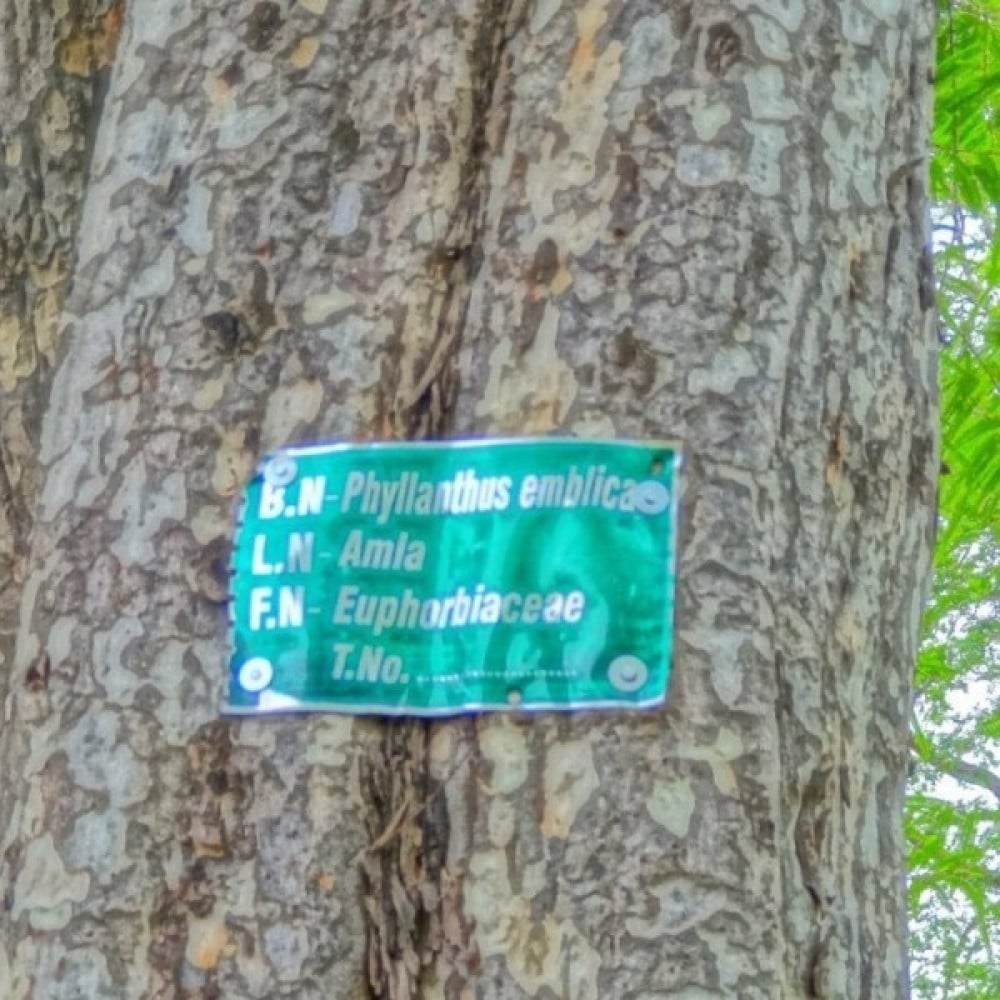 B.N-Phyllanthus emblica
L.N-Amla
F.N-Euphorbiaceae
T.No. ........................